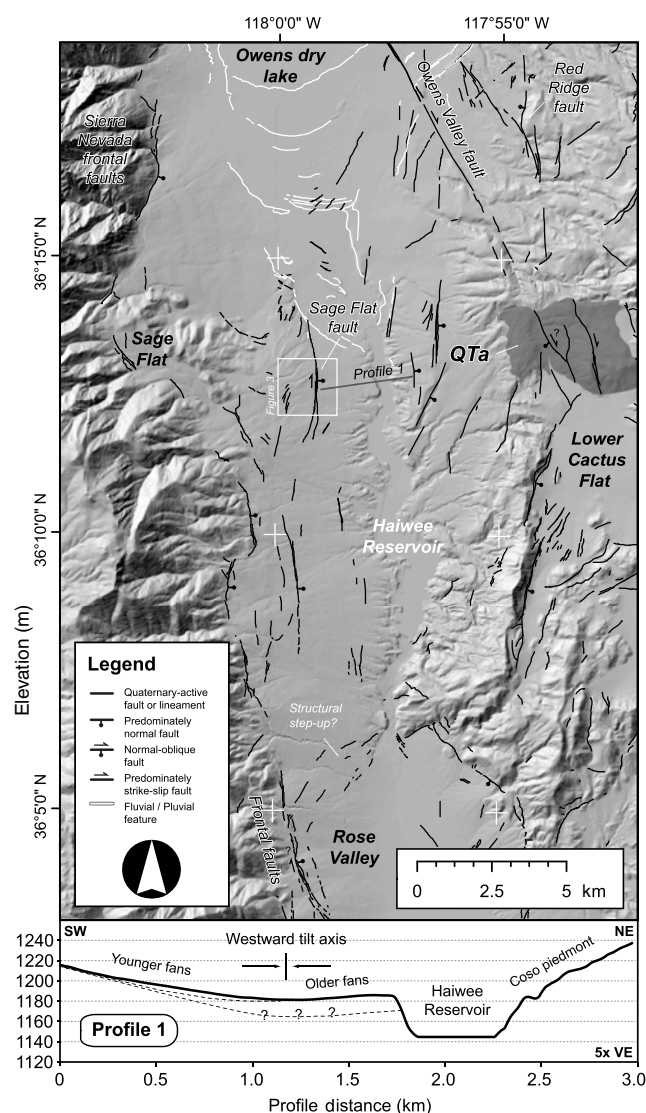 118°0'0" W
117°55'0" W
Owens dry
lake
Owens Valley fault
Red
Ridge
fault
Sierra
Nevada
frontal
faults
36°15'0" N
Sage Flat
fault
Sage
Flat
QTa
?
Profile 1
Figure 3
Lower
Cactus
Flat
36°10'0" N
Haiwee
Reservoir
Elevation (m)
Legend
Quaternary-active
fault or lineament
Predominately
normal fault
Normal-oblique
fault
Predominately
strike-slip fault
Fluvial / Pluvial
feature
Structural
step-up?
36°5'0" N
Frontal faults
Rose
Valley
0 2.5 5 km
SW
NE
1240
1220
1200
1180
1160
1140
1120
Younger fans
Westward tilt axis
Older fans
Haiwee
Reservoir
Coso piedmont
? ? ?
Profile 1
5x VE
0 0.5 1.0 1.5 2.0 2.5 3.0
Profile distance (km)